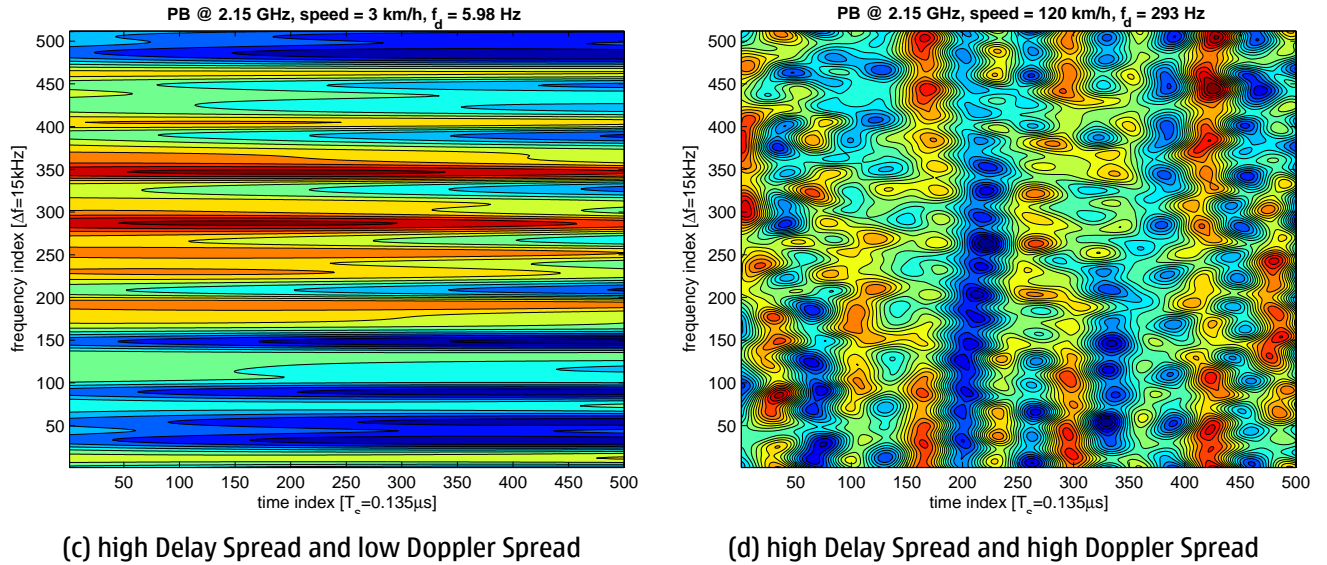 PB @ 2.15 GHz, speed = 3 km/h, f_d = 5.98 Hz
500
450
400
350
300
250
200
150
100
50
frequency index [Δf=15kHz]
50 100 150 200 250 300 350 400 450 500
time index [T_s=0.135μs]
(c) high Delay Spread and low Doppler Spread
PB @ 2.15 GHz, speed = 120 km/h, f_d = 293 Hz
500
450
400
350
300
250
200
150
100
50
frequency index [Δf=15kHz]
50 100 150 200 250 300 350 400 450 500
time index [T_s=0.135μs]
(d) high Delay Spread and high Doppler Spread